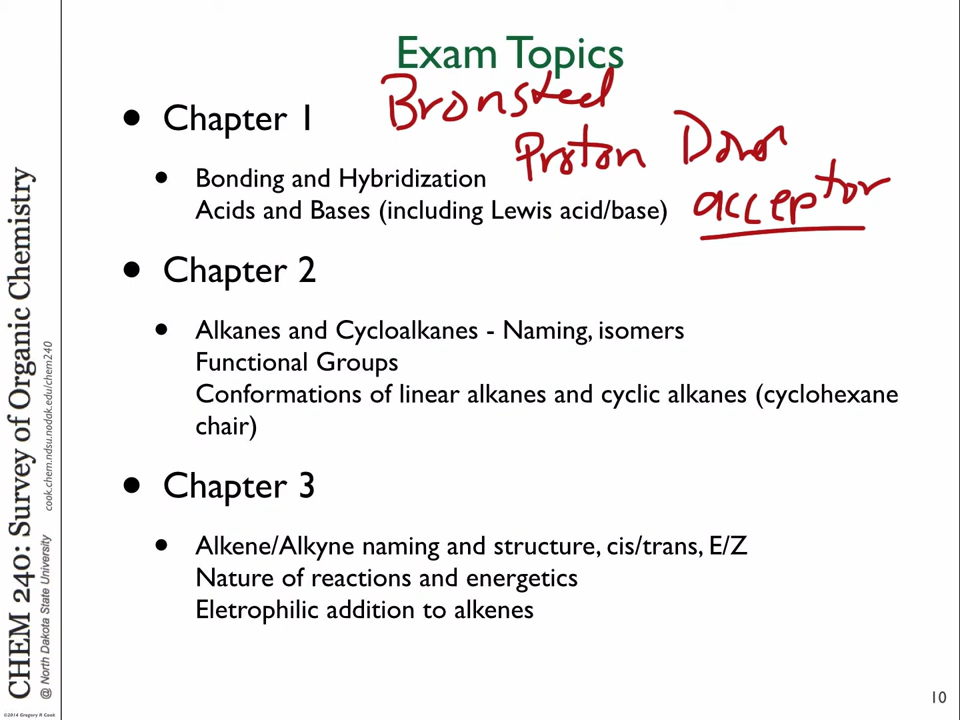 Exam Topics
• Chapter 1
Bronsted
Proton Donor
acceptor
• Bonding and Hybridization
Acids and Bases (including Lewis acid/base)
• Chapter 2
• Alkanes and Cycloalkanes - Naming, isomers
Functional Groups
Conformations of linear alkanes and cyclic alkanes (cyclohexane
chair)
• Chapter 3
• Alkene/Alkyne naming and structure, cis/trans, E/Z
Nature of reactions and energetics
Eletrophilic addition to alkenes
CHEM 240: Survey of Organic Chemistry
@ North Dakota State University
cook.chem.ndsu.nodak.edu/chem240
©2014 Gregory R Cook
10